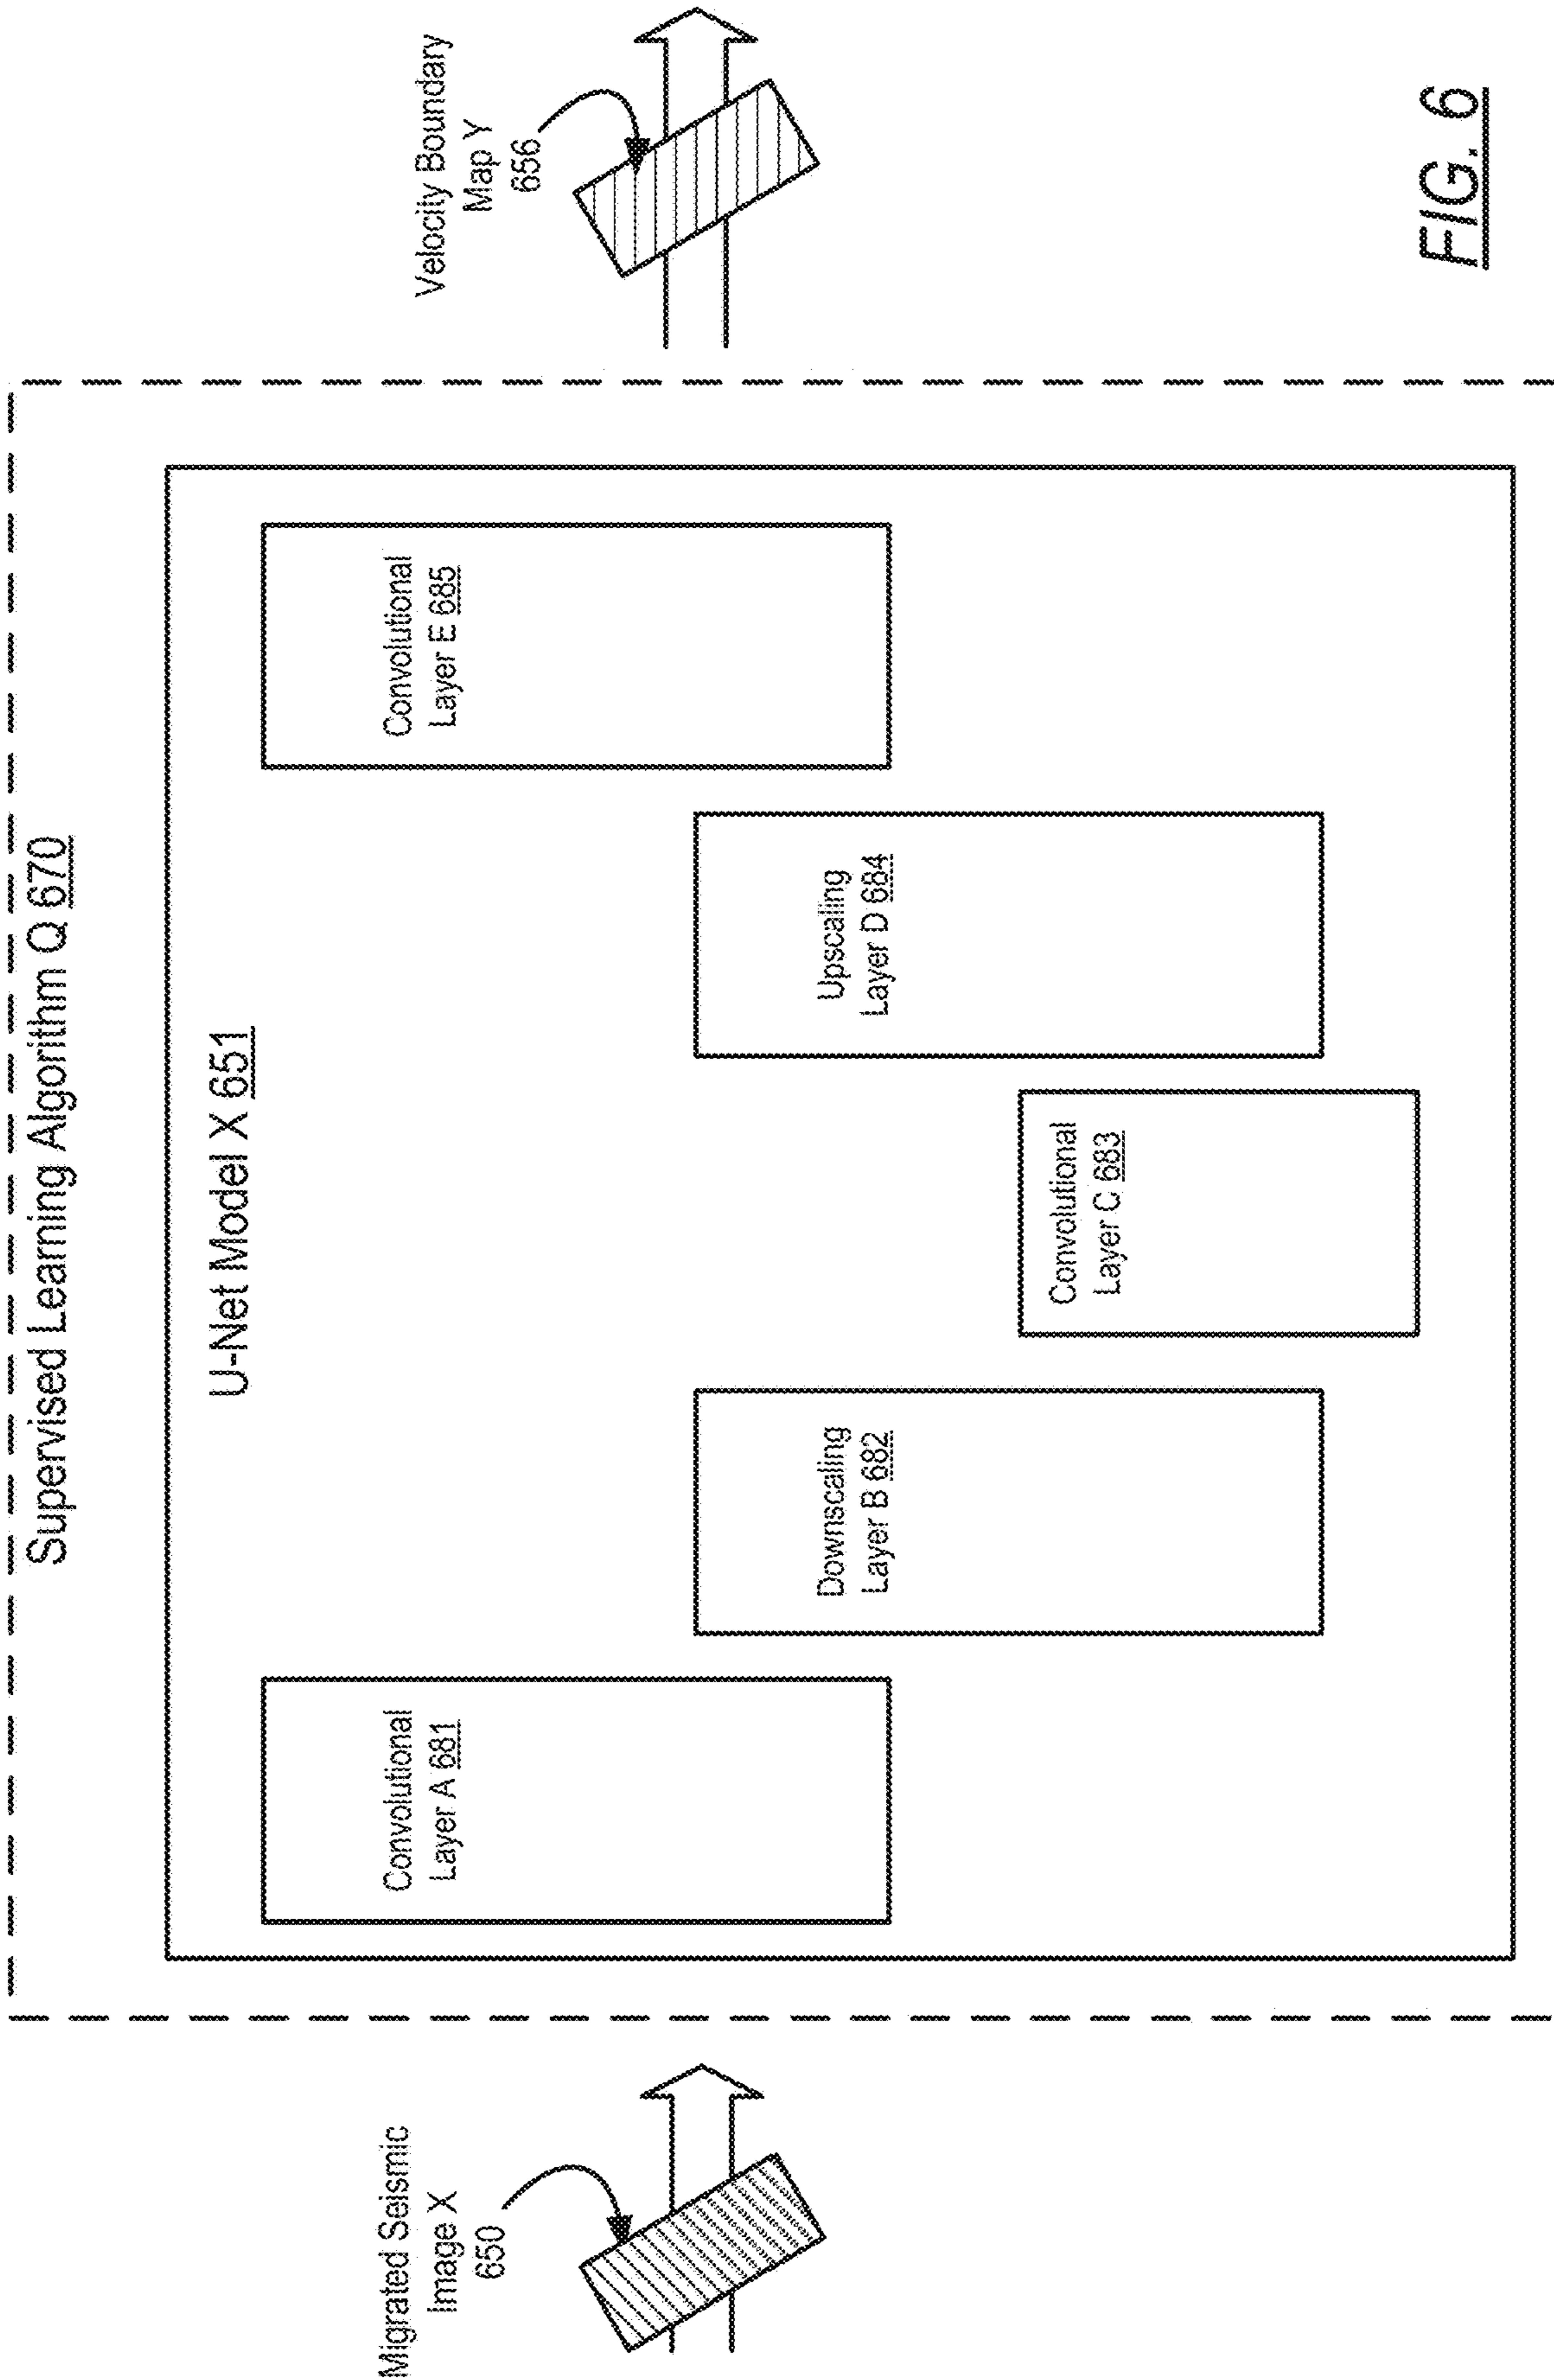 Supervised Learning Algorithm Q 670
U-Net Model X 651
Migrated Seismic
Image X
650
Convolutional
Layer A 681
Downscaling
Layer B 682
Convolutional
Layer C 683
Upscaling
Layer D 684
Convolutional
Layer E 685
Velocity Boundary
Map Y
656
FIG. 6